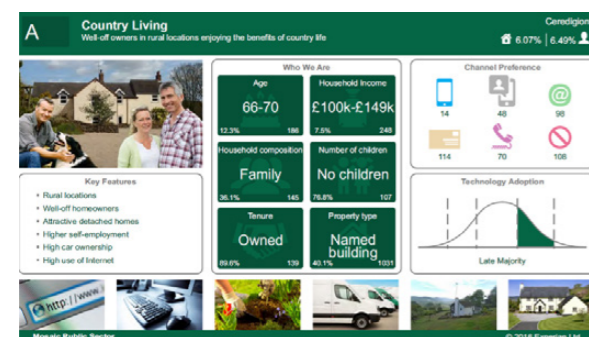 A
Country Living
Well-off owners in rural locations enjoying the benefits of country life
Ceredigion
6.07% | 6.49%
Who We Are
Age
66-70
12.3% 186
Household Income
£100k-£149k
7.5% 248
Household composition
Family
36.1% 145
Number of children
No children
76.8% 107
Tenure
Owned
89.6% 139
Property type
Named
building
40.1% 1031
Channel Preference
14 48 98
114 70 108
Key Features
• Rural locations
• Well-off homeowners
• Attractive detached homes
• Higher self-employment
• High car ownership
• High use of Internet
Technology Adoption
Late Majority
http://www.
Mosaic Public Sector
Experian Ltd